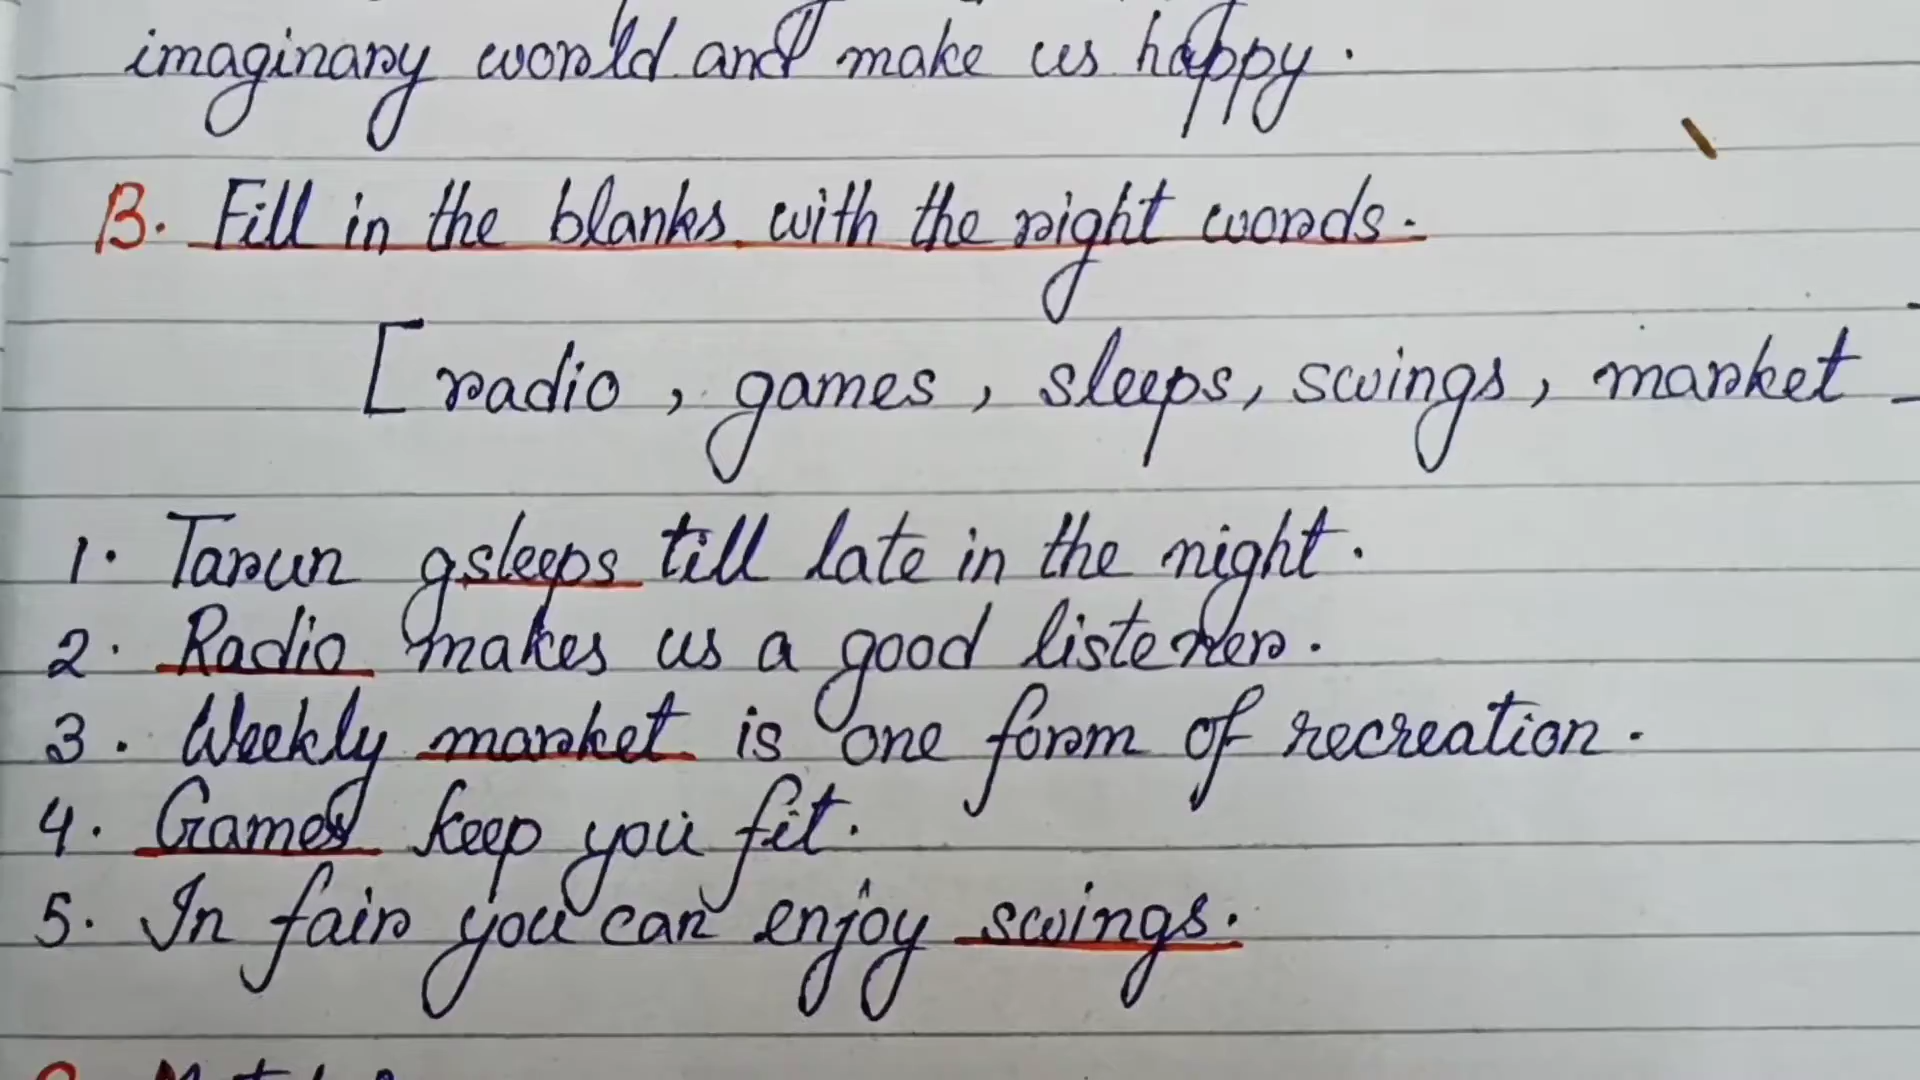 imaginary world and make us happy.
B. Fill in the blanks with the right words.
[ radio, games, sleeps, swings, market
1. Tarun gsleeps till late in the night.
2. Radio makes us a good listener.
3. Weekly market is one form of recreation.
4. Games keep you fit.
5. In fair you can enjoy swings.